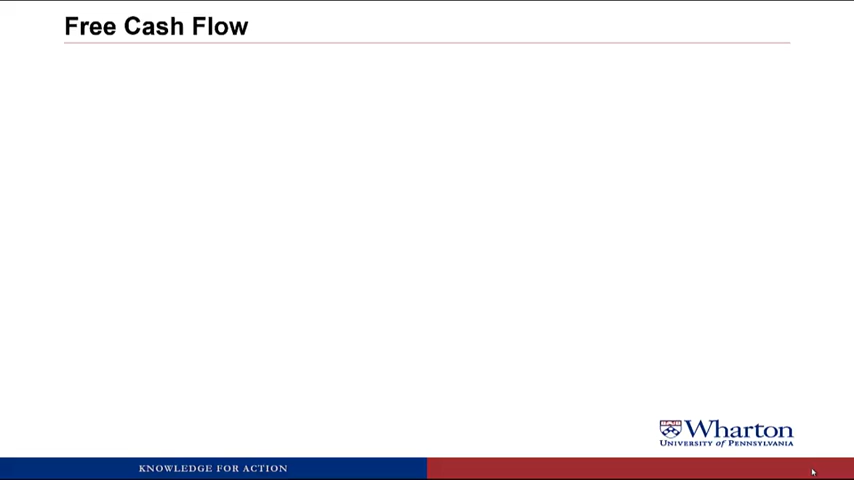 Free Cash Flow
Wharton
UNIVERSITY of PENNSYLVANIA
KNOWLEDGE FOR ACTION